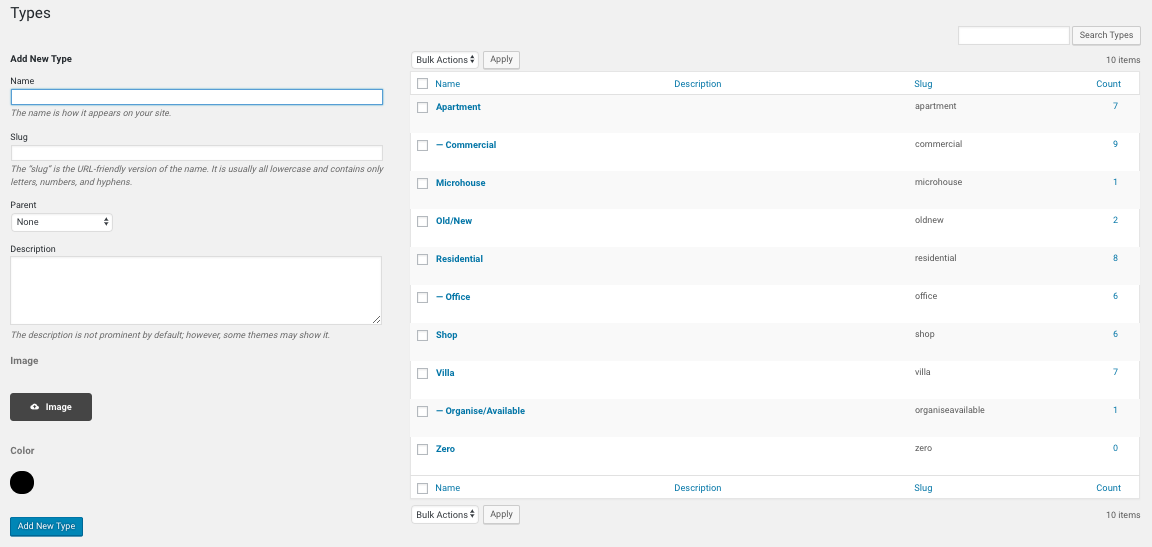 Types
Search Types
Add New Type
Name
The name is how it appears on your site.
Slug
The “slug” is the URL-friendly version of the name. It is usually all lowercase and contains only
letters, numbers, and hyphens.
Parent
None
Description
The description is not prominent by default; however, some themes may show it.
Image
Image
Color
Add New Type
Bulk Actions Apply 10 items
Name Description Slug Count
Apartment apartment 7
— Commercial commercial 9
Microhouse microhouse 1
Old/New oldnew 2
Residential residential 8
— Office office 6
Shop shop 6
Villa villa 7
— Organise/Available organiseavailable 1
Zero zero 0
Name Description Slug Count
Bulk Actions Apply 10 items